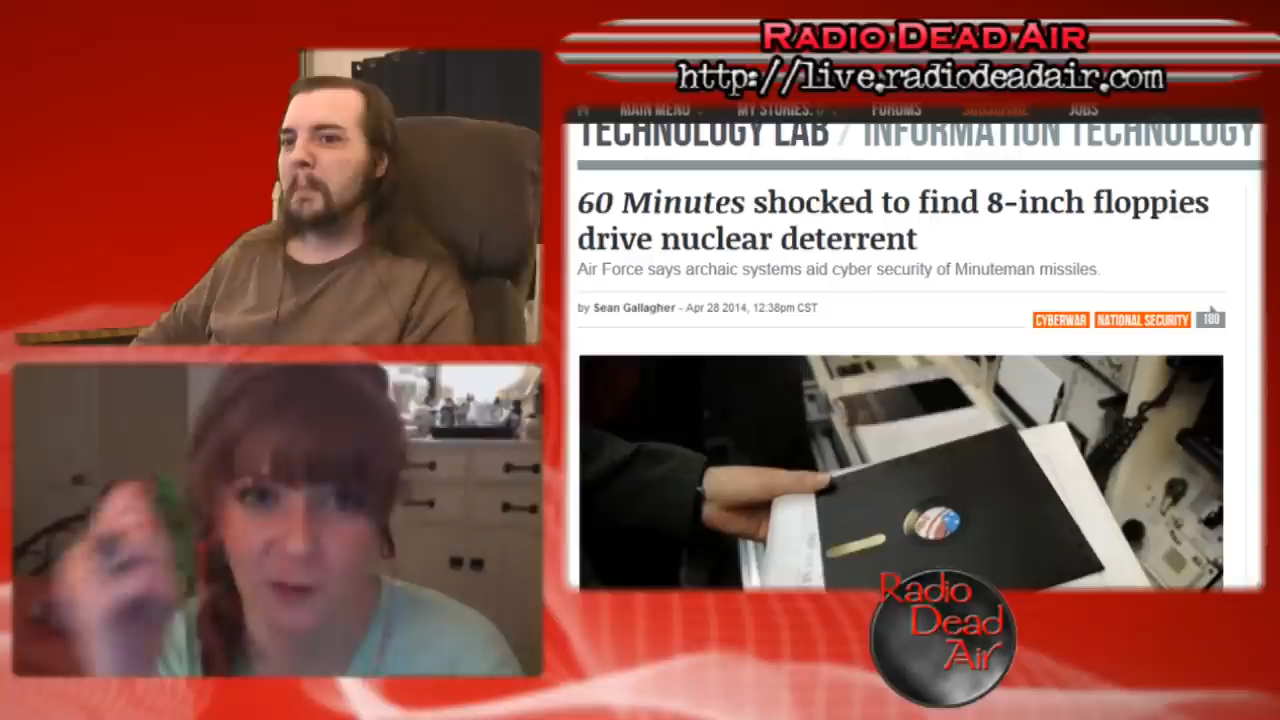 RADIO DEAD AIR
http://live.radiodeadair.com
MAIN MENU MY STORIES: 0 FORUMS SUBSCRIBE JOBS
TECHNOLOGY LAB / INFORMATION TECHNOLOGY
60 Minutes shocked to find 8-inch floppies
drive nuclear deterrent
Air Force says archaic systems aid cyber security of Minuteman missiles.
by Sean Gallagher - Apr 28 2014, 12:38pm CST
CYBERWAR NATIONAL SECURITY 180
Radio
Dead
Air